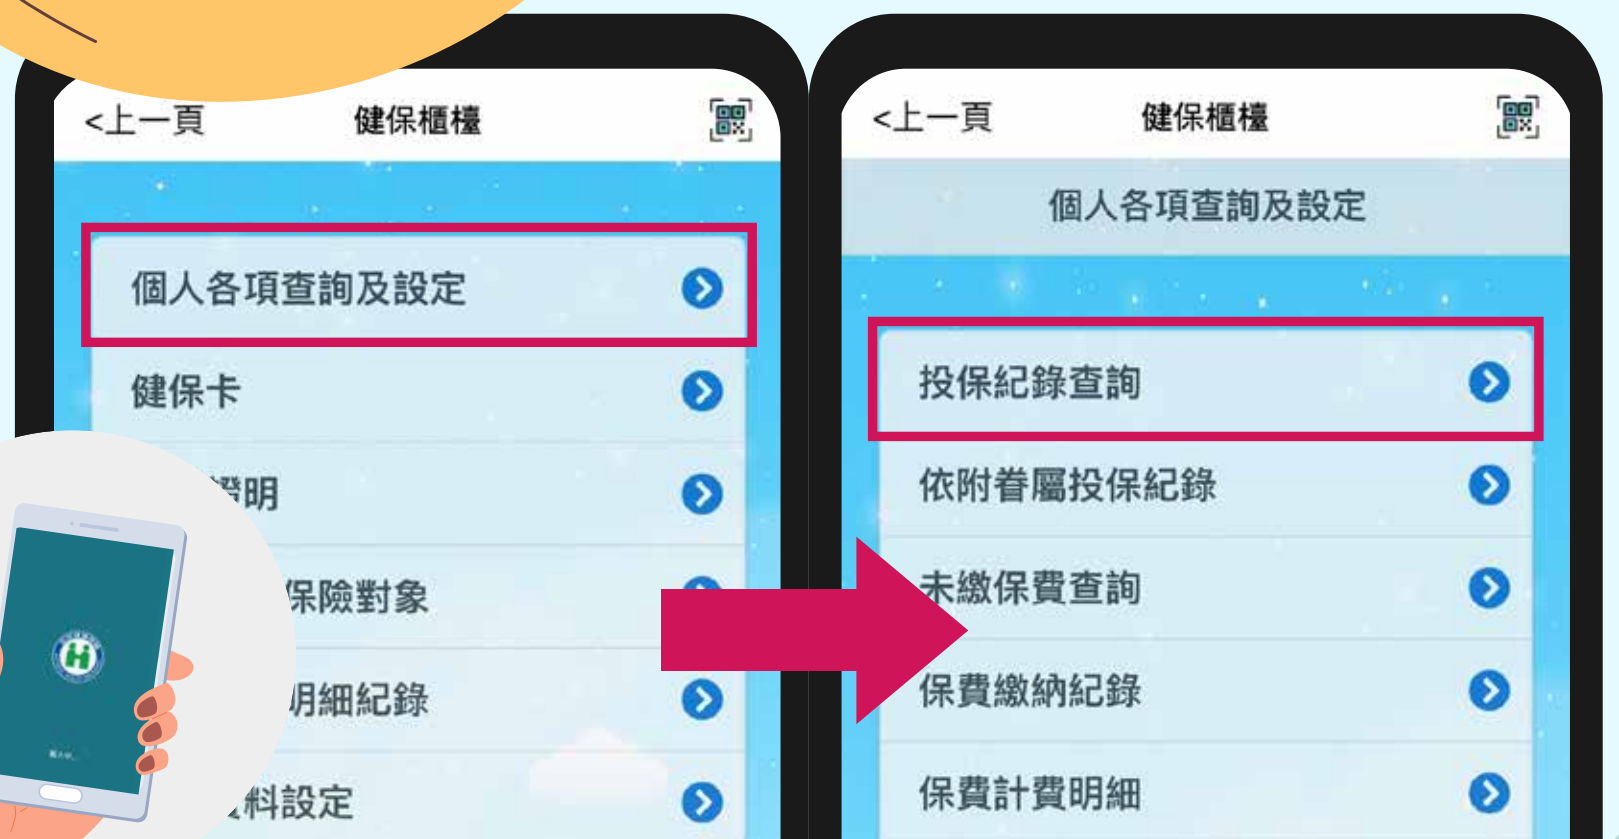 <上一頁
健保櫃檯
個人各項查詢及設定
健保卡
證明
保險對象
明細紀錄
料設定
<上一頁
健保櫃檯
個人各項查詢及設定
投保紀錄查詢
依附眷屬投保紀錄
未繳保費查詢
保費繳納紀錄
保費計費明細